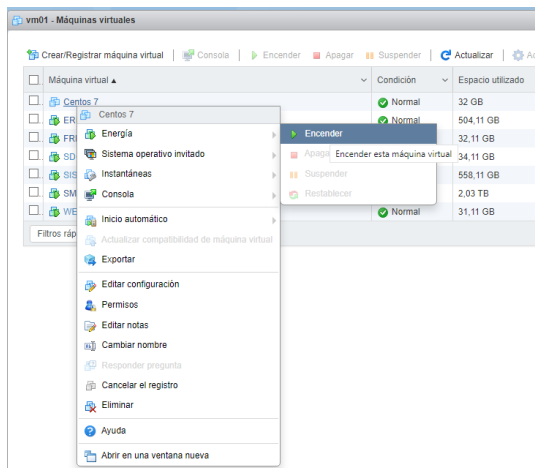 vm01 - Máquinas virtuales
Crear/Registrar máquina virtual Consola Encender Apagar Suspender Actualizar
Máquina virtual Condición Espacio utilizado
Centos 7 Normal 32 GB
ER Normal 504,11 GB
FRI 32,11 GB
SD 34,11 GB
SIS 558,11 GB
SM 2,03 TB
WE Normal 31,11 GB
Filtros ráp
Centos 7
Energía
Sistema operativo invitado
Instantáneas
Consola
Inicio automático
Actualizar compatibilidad de máquina virtual
Exportar
Editar configuración
Permisos
Editar notas
Cambiar nombre
Responder pregunta
Cancelar el registro
Eliminar
Ayuda
Abrir en una ventana nueva
Encender
Apaga
Encender esta máquina virtual
Suspender
Restablecer